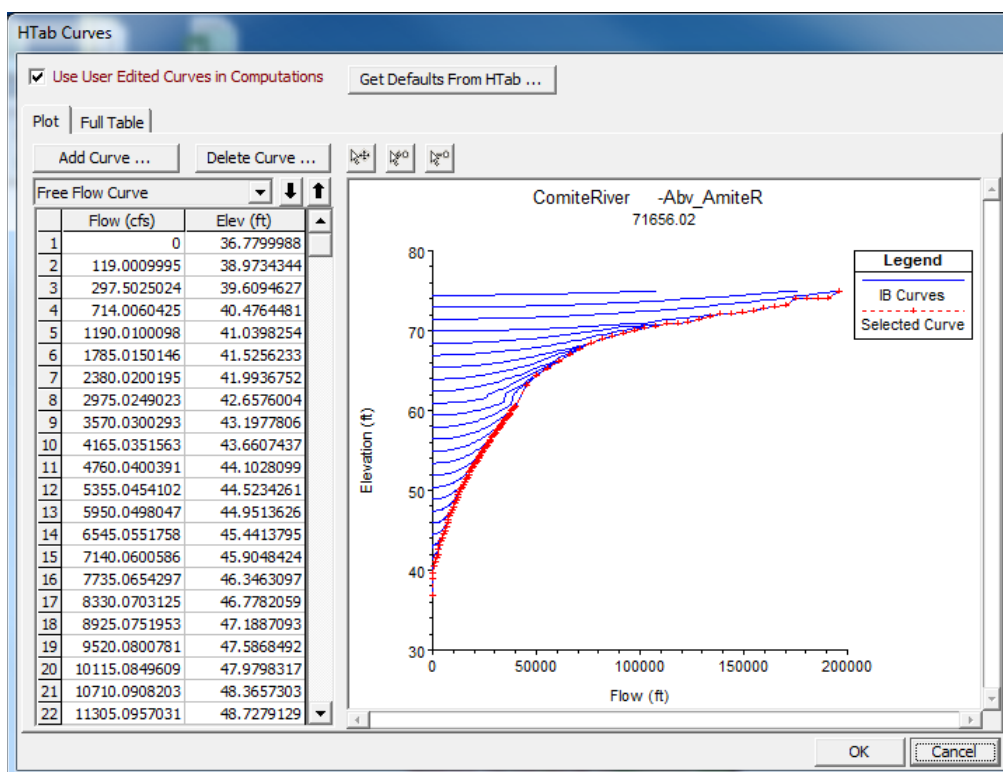 HTab Curves
Use User Edited Curves in Computations
Get Defaults From HTab ...
Plot
Full Table
Add Curve ...
Delete Curve ...
Free Flow Curve
Flow (cfs) Elev (ft)
1 0 36.7799988
2 119.0009995 38.9734344
3 297.5025024 39.6094627
4 714.0060425 40.4764481
5 1190.0100098 41.0398254
6 1785.0150146 41.5256233
7 2380.0200195 41.9936752
8 2975.0249023 42.6576004
9 3570.0300293 43.1977806
10 4165.0351563 43.6607437
11 4760.0400391 44.1028099
12 5355.0454102 44.5234261
13 5950.0498047 44.9513626
14 6545.0551758 45.4413795
15 7140.0600586 45.9048424
16 7735.0654297 46.3463097
17 8330.0703125 46.7782059
18 8925.0751953 47.1887093
19 9520.0800781 47.5868492
20 10115.0849609 47.9798317
21 10710.0908203 48.3657303
22 11305.0957031 48.7279129
ComiteRiver -Abv_AmiteR
71656.02
80
70
60
50
40
30
Elevation (ft)
0 50000 100000 150000 200000
Flow (ft)
Legend
IB Curves
Selected Curve
OK
Cancel